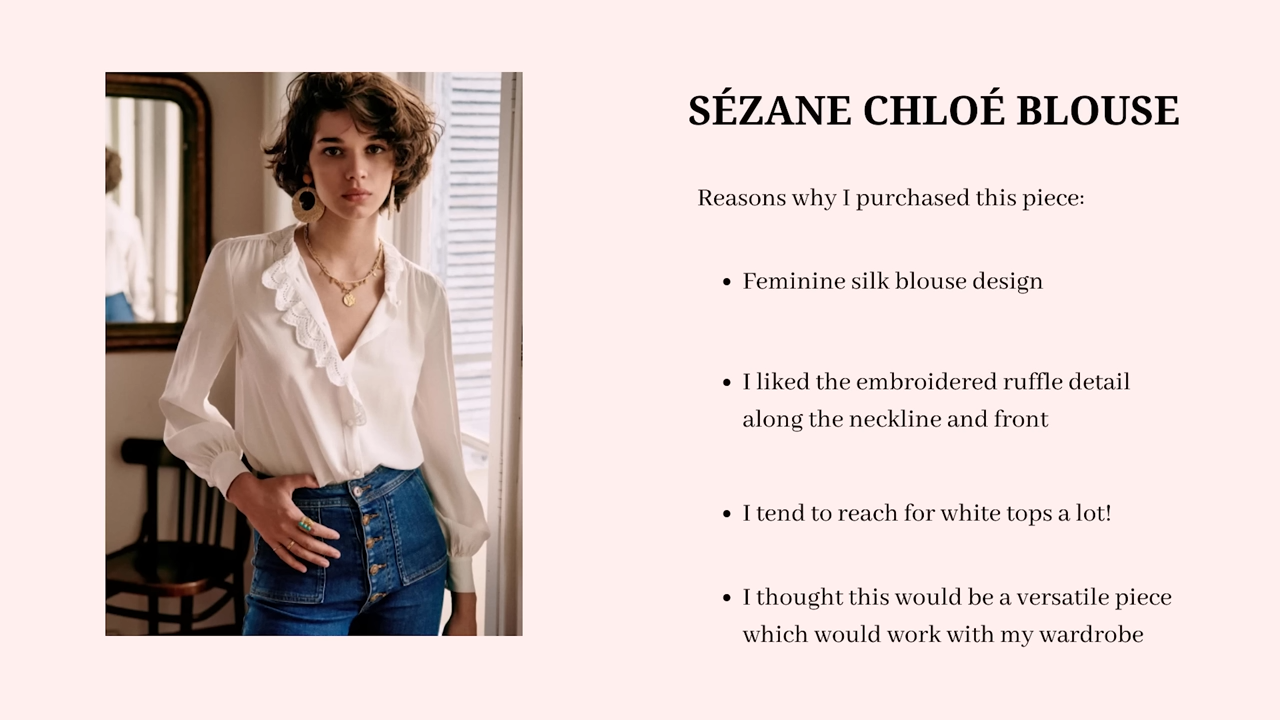 SÉZANE CHLOÉ BLOUSE
Reasons why I purchased this piece:
• Feminine silk blouse design
• I liked the embroidered ruffle detail
along the neckline and front
• I tend to reach for white tops a lot!
• I thought this would be a versatile piece
which would work with my wardrobe